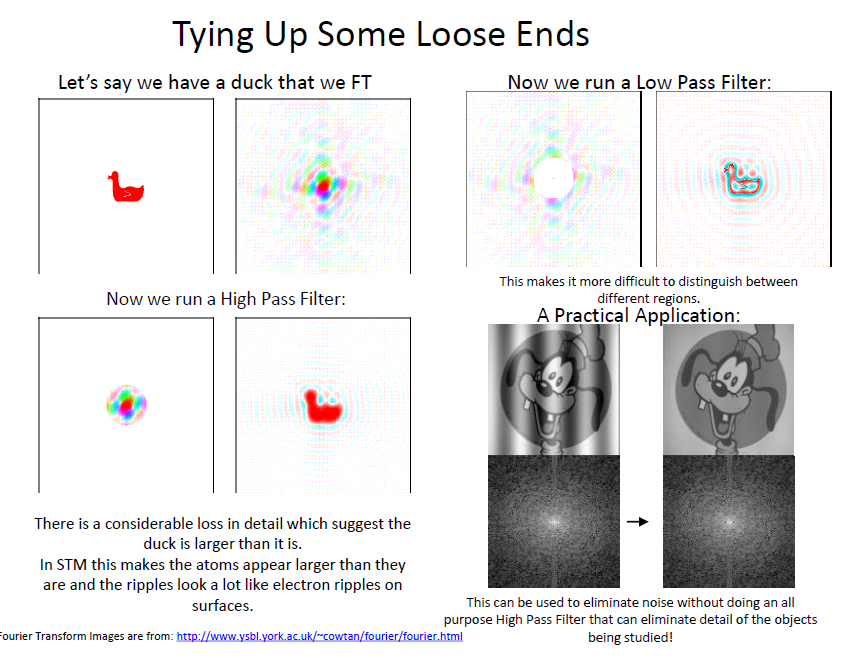 Tying Up Some Loose Ends
Let's say we have a duck that we FT
Now we run a High Pass Filter:
There is a considerable loss in detail which suggest the
duck is larger than it is.
In STM this makes the atoms appear larger than they
are and the ripples look a lot like electron ripples on
surfaces.
Now we run a Low Pass Filter:
This makes it more difficult to distinguish between
different regions.
A Practical Application:
This can be used to eliminate noise without doing an all
purpose High Pass Filter that can eliminate detail of the objects
being studied!
Fourier Transform Images are from: http://www.ysbl.york.ac.uk/~cowtan/fourier/fourier.html